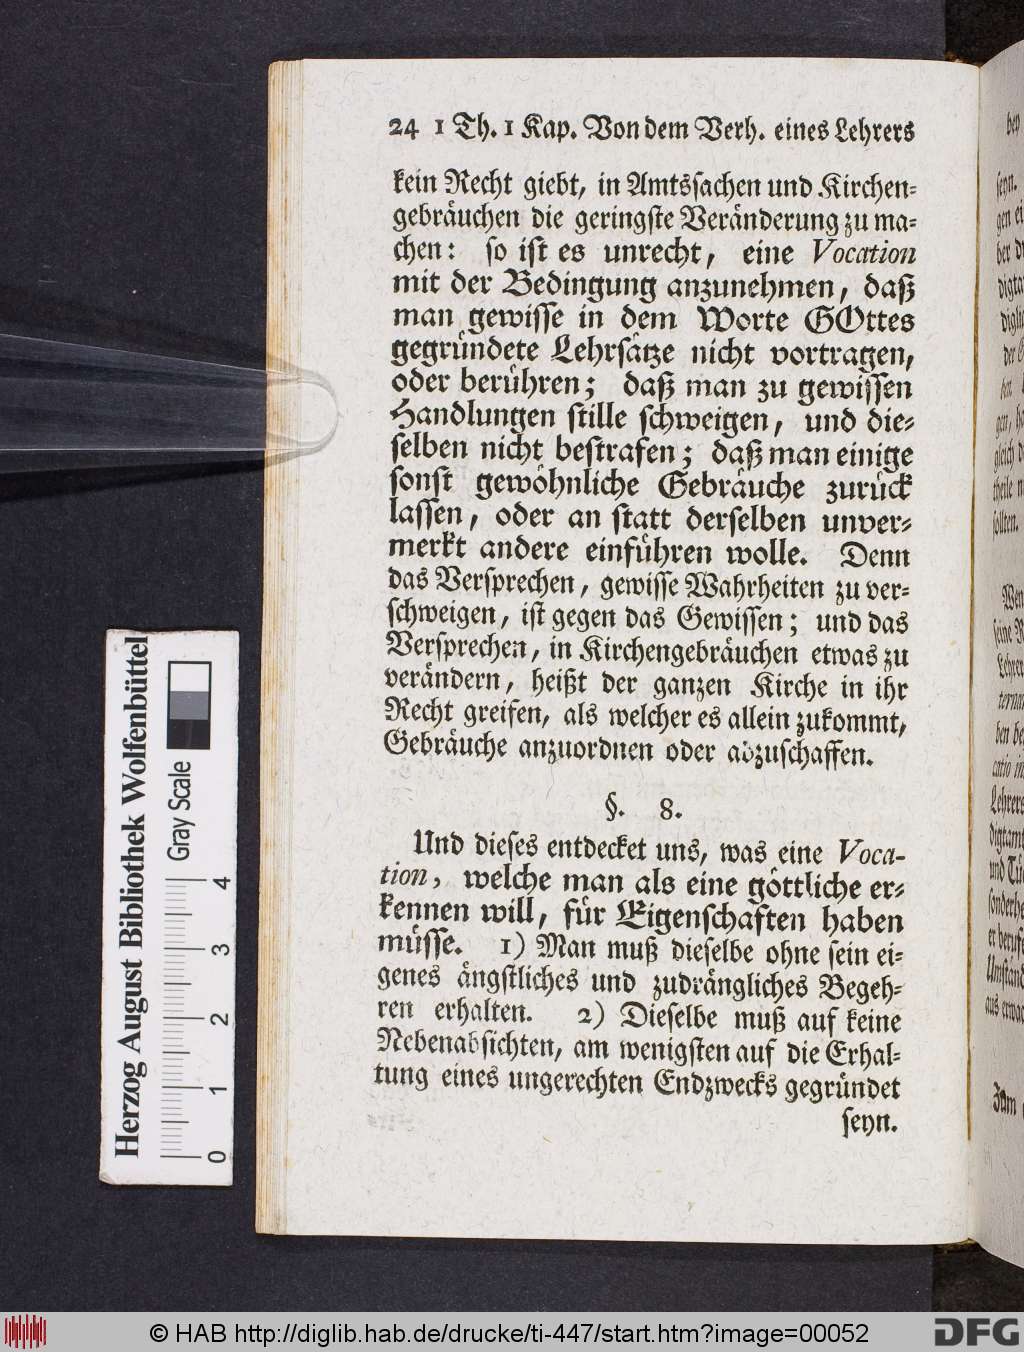 24 1 Th. 1 Kap. Von dem Verh. eines Lehrers
kein Recht giebt, in Amtssachen und Kirchen-
gebräuchen die geringste Veränderung zu ma-
chen: so ist es unrecht, eine Vocation
mit der Bedingung anzunehmen, daß
man gewisse in dem Worte GOttes
gegründete Lehrsätze nicht vortragen,
oder berühren; daß man zu gewissen
Handlungen stille schweigen, und die-
selben nicht bestrafen; daß man einige
sonst gewöhnliche Gebräuche zurück
lassen, oder an statt derselben unver-
merkt andere einführen wolle. Denn
das Versprechen, gewisse Wahrheiten zu ver-
schweigen, ist gegen das Gewissen; und das
Versprechen, in Kirchengebräuchen etwas zu
verändern, heißt der ganzen Kirche in ihr
Recht greifen, als welcher es allein zukommt,
Gebräuche anzuordnen oder abzuschaffen.
§. 8.
Und dieses entdecket uns, was eine Voca-
tion, welche man als eine göttliche er-
kennen will, für Eigenschaften haben
müsse. 1) Man muß dieselbe ohne sein ei-
genes ängstliches und zudrängliches Begeh-
ren erhalten. 2) Dieselbe muß auf keine
Nebenabsichten, am wenigsten auf die Erhal-
tung eines ungerechten Endzwecks gegründet
seyn.
Herzog August Bibliothek Wolfenbüttel
Gray Scale
0 1 2 3 4
© HAB http://diglib.hab.de/drucke/ti-447/start.htm?image=00052
DFG